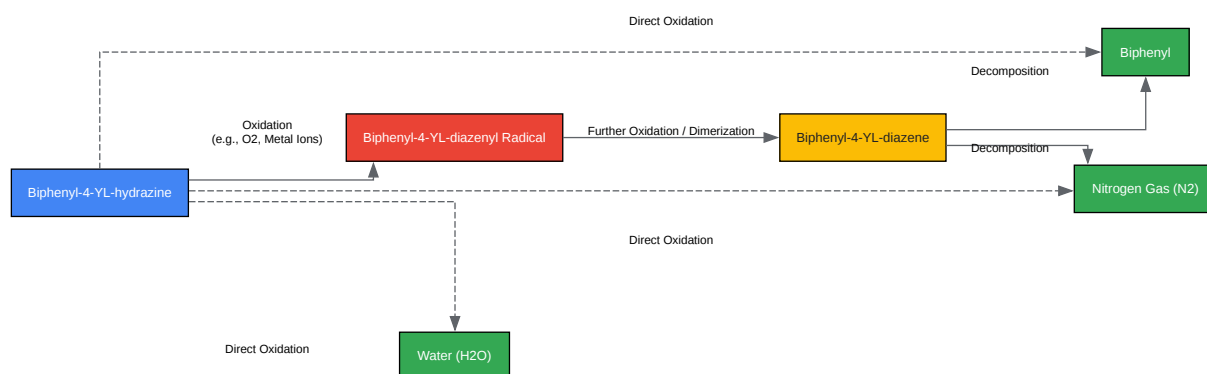 Direct Oxidation
Biphenyl
Decomposition
Oxidation
(e.g., O2, Metal Ions)
Biphenyl-4-YL-diazenyl Radical
Further Oxidation / Dimerization
Biphenyl-4-YL-diazene
Decomposition
Biphenyl-4-YL-hydrazine
Nitrogen Gas (N2)
Direct Oxidation
Direct Oxidation
Water (H2O)